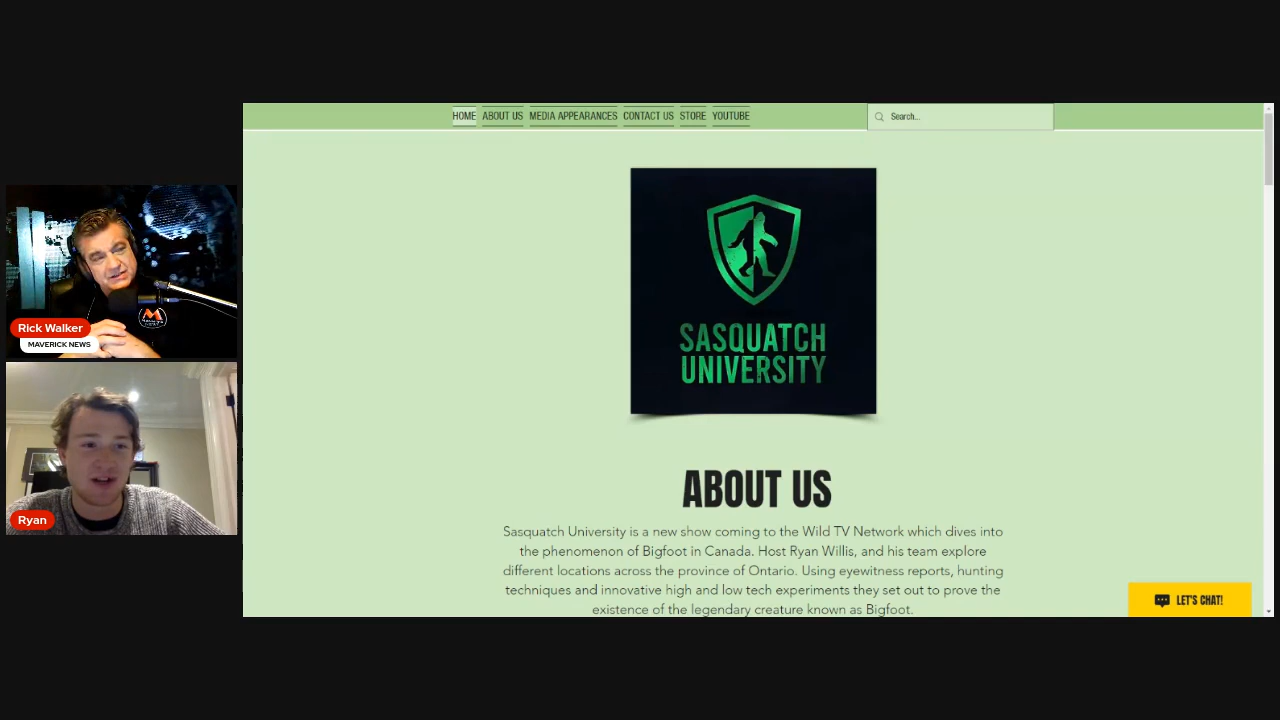 HOME ABOUT US MEDIA APPEARANCES CONTACT US STORE YOUTUBE
Search...
SASQUATCH
UNIVERSITY
Rick Walker
MAVERICK NEWS
Ryan
ABOUT US
Sasquatch University is a new show coming to the Wild TV Network which dives into
the phenomenon of Bigfoot in Canada. Host Ryan Willis, and his team explore
different locations across the province of Ontario. Using eyewitness reports, hunting
techniques and innovative high and low tech experiments they set out to prove the
existence of the legendary creature known as Bigfoot.
LET'S CHAT!